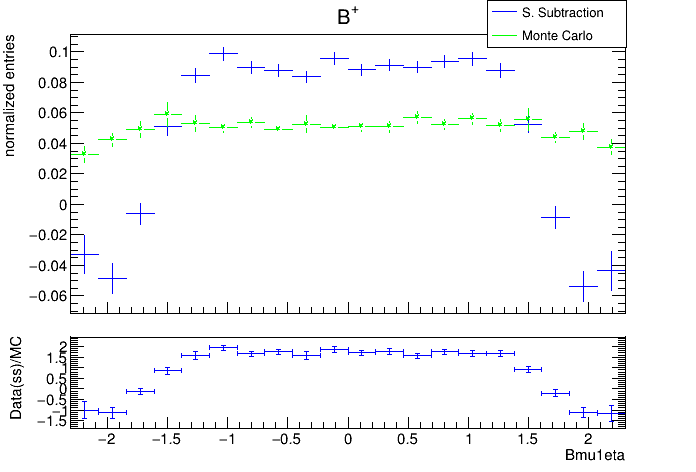 B⁺
S. Subtraction
Monte Carlo
normalized entries
0.1
0.08
0.06
0.04
0.02
0
−0.02
−0.04
−0.06
Data(ss)/MC
2
1.5
1
0.5
0
−0.5
−1
−1.5
−2 −1.5 −1 −0.5 0 0.5 1 1.5 2
Bmu1eta